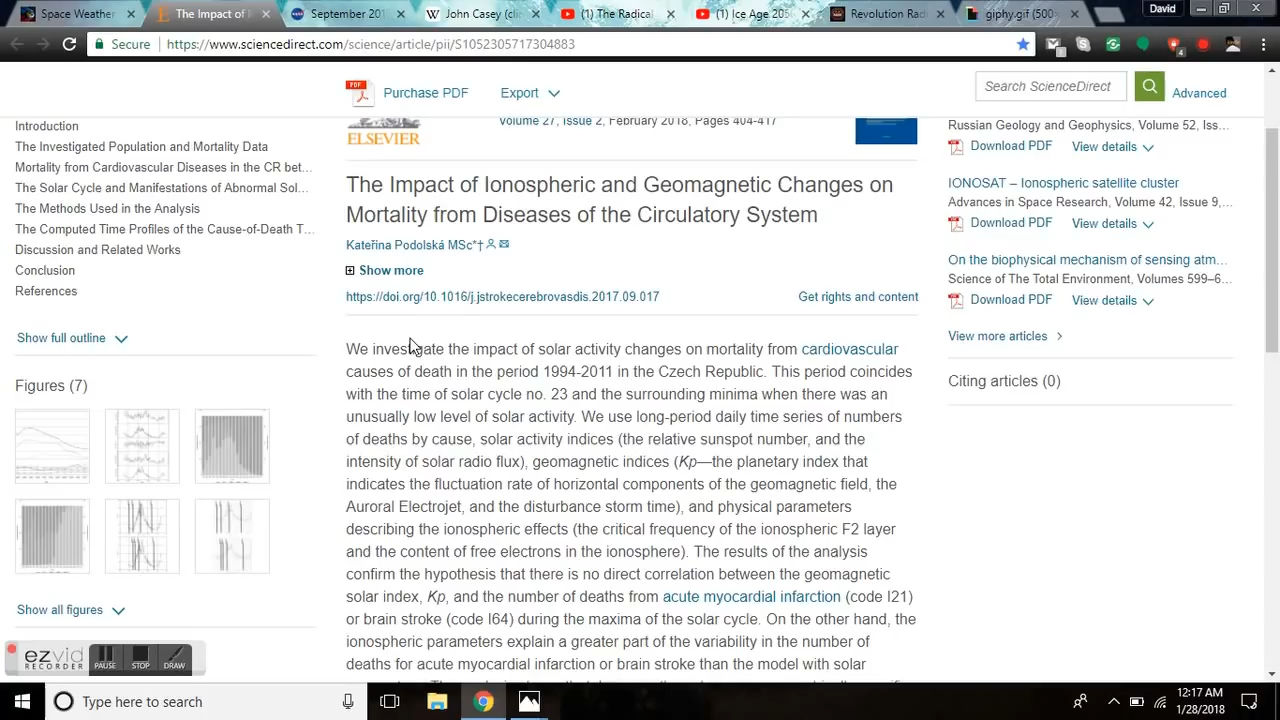 Space Weather
The Impact of I
September 201
John Casey (cli
(1) The Radical
(1) Ice Age 205
Revolution Rad
giphy.gif (500×
David
Secure
https://www.sciencedirect.com/science/article/pii/S1052305717304883
Purchase PDF
Export
Search ScienceDirect
Advanced
Introduction
The Investigated Population and Mortality Data
Mortality from Cardiovascular Diseases in the CR bet...
The Solar Cycle and Manifestations of Abnormal Sol...
The Methods Used in the Analysis
The Computed Time Profiles of the Cause-of-Death T...
Discussion and Related Works
Conclusion
References
Show full outline
Figures (7)
Show all figures
ezvid
RECORDER
PAUSE
STOP
DRAW
ELSEVIER
Volume 27, Issue 2, February 2018, Pages 404-417
The Impact of Ionospheric and Geomagnetic Changes on
Mortality from Diseases of the Circulatory System
Kateřina Podolská MSc*†
Show more
https://doi.org/10.1016/j.jstrokecerebrovasdis.2017.09.017
Get rights and content
We investigate the impact of solar activity changes on mortality from cardiovascular
causes of death in the period 1994-2011 in the Czech Republic. This period coincides
with the time of solar cycle no. 23 and the surrounding minima when there was an
unusually low level of solar activity. We use long-period daily time series of numbers
of deaths by cause, solar activity indices (the relative sunspot number, and the
intensity of solar radio flux), geomagnetic indices (Kp—the planetary index that
indicates the fluctuation rate of horizontal components of the geomagnetic field, the
Auroral Electrojet, and the disturbance storm time), and physical parameters
describing the ionospheric effects (the critical frequency of the ionospheric F2 layer
and the content of free electrons in the ionosphere). The results of the analysis
confirm the hypothesis that there is no direct correlation between the geomagnetic
solar index, Kp, and the number of deaths from acute myocardial infarction (code I21)
or brain stroke (code I64) during the maxima of the solar cycle. On the other hand, the
ionospheric parameters explain a greater part of the variability in the number of
deaths for acute myocardial infarction or brain stroke than the model with solar
Russian Geology and Geophysics, Volume 52, Iss...
Download PDF
View details
IONOSAT – Ionospheric satellite cluster
Advances in Space Research, Volume 42, Issue 9,...
Download PDF
View details
On the biophysical mechanism of sensing atm...
Science of The Total Environment, Volumes 599–6...
Download PDF
View details
View more articles
Citing articles (0)
Type here to search
12:17 AM
1/28/2018